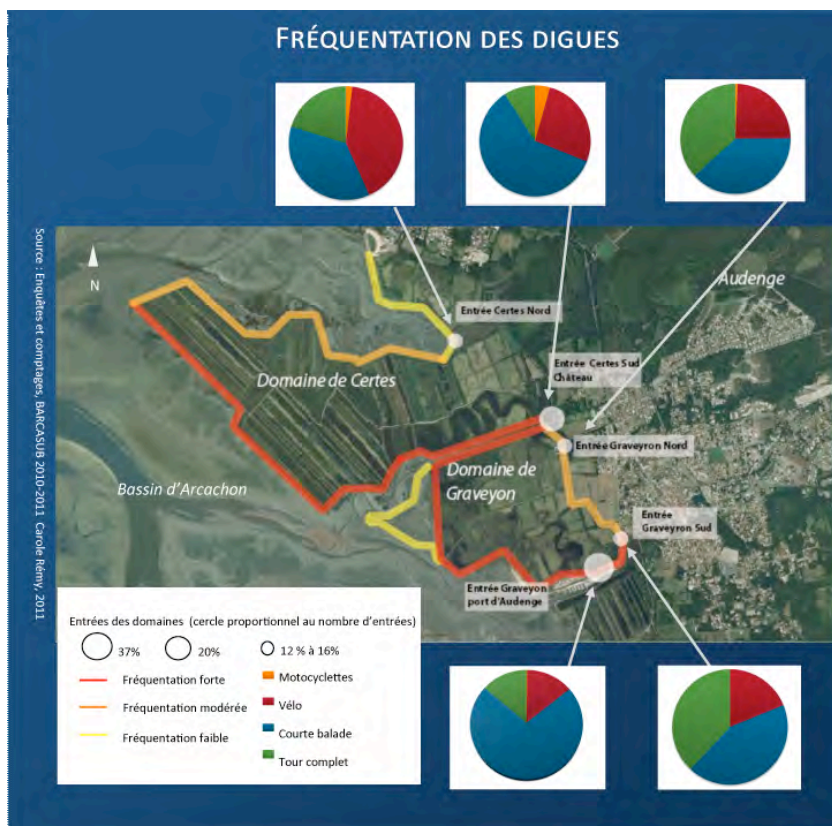 FRÉQUENTATION DES DIGUES
Source : Enquêtes et comptages, BARCASUB 2010-2011 Carole Rémy, 2011
N
Audenge
Entrée Certes Nord
Domaine de Certes
Entrée Certes Sud
Château
Entrée Graveyron Nord
Domaine de
Graveyon
Bassin d'Arcachon
Entrée
Graveyron Sud
Entrée Graveyon
port d'Audenge
Entrées des domaines (cercle proportionnel au nombre d'entrées)
37%
20%
12 % à 16%
Fréquentation forte
Fréquentation modérée
Fréquentation faible
Motocyclettes
Vélo
Courte balade
Tour complet